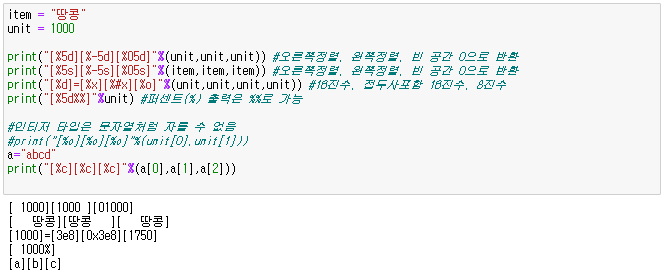 item = "땅콩"
unit = 1000
print("[%5d][%-5d][%05d]"%(unit,unit,unit)) #오른쪽정렬, 왼쪽정렬, 빈 공간 0으로 반환
print("[%5s][%-5s][%05s]"%(item,item,item)) #오른쪽정렬, 왼쪽정렬, 빈 공간 0으로 반환
print("[%d]=[%x][%#x][%o]"%(unit,unit,unit,unit)) #16진수, 접두사포함 16진수, 8진수
print("[%5d%%]"%unit) #퍼센트(%) 출력은 %%로 가능
#인티저 타입은 문자열처럼 자를 수 없음
#print("[%o][%o][%o]"%(unit[0],unit[1]))
a="abcd"
print("[%c][%c][%c]"%(a[0],a[1],a[2]))
[ 1000][1000 ][01000]
[   땅콩][땅콩   ][   땅콩]
[1000]=[3e8][0x3e8][1750]
[ 1000%]
[a][b][c]